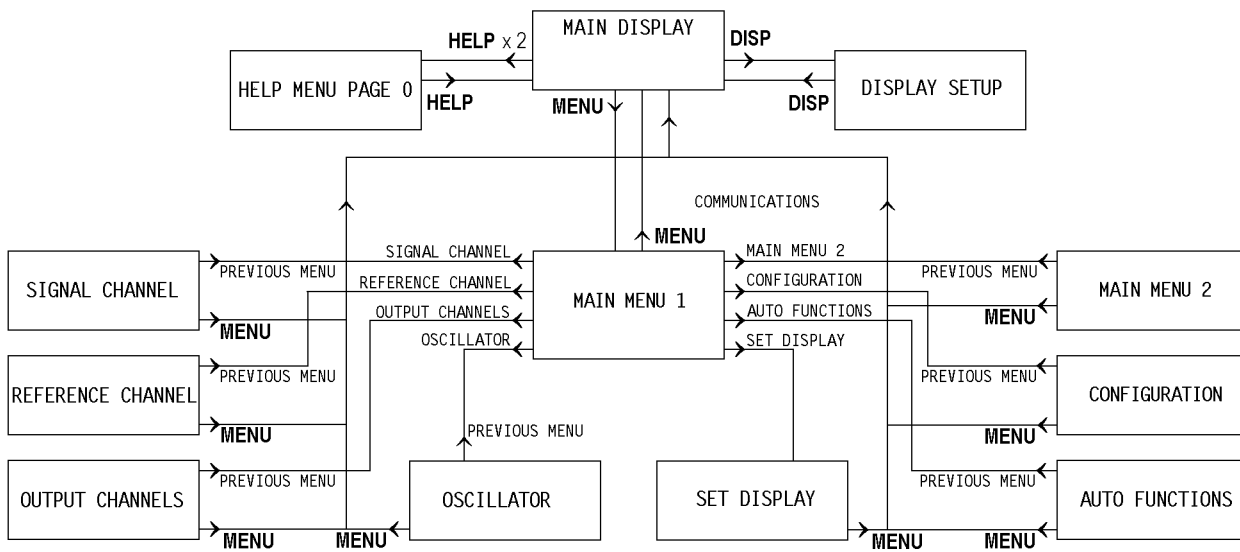 MAIN DISPLAY
HELP x 2
DISP
HELP MENU PAGE 0
DISPLAY SETUP
HELP
MENU
DISP
COMMUNICATIONS
MENU
SIGNAL CHANNEL
MAIN MENU 2
PREVIOUS MENU
PREVIOUS MENU
SIGNAL CHANNEL
REFERENCE CHANNEL
MAIN MENU 1
CONFIGURATION
MAIN MENU 2
OUTPUT CHANNELS
AUTO FUNCTIONS
MENU
MENU
OSCILLATOR
SET DISPLAY
PREVIOUS MENU
PREVIOUS MENU
REFERENCE CHANNEL
CONFIGURATION
MENU
PREVIOUS MENU
MENU
PREVIOUS MENU
PREVIOUS MENU
OUTPUT CHANNELS
OSCILLATOR
SET DISPLAY
AUTO FUNCTIONS
MENU
MENU
MENU
MENU